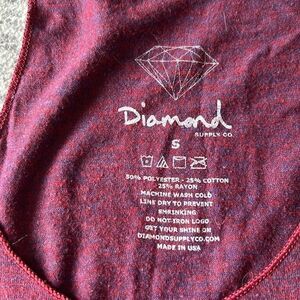 Diamond
SUPPLY CO.
S
50% POLYESTER - 25% COTTON
25% RAYON
MACHINE WASH COLD
LINE DRY TO PREVENT
SHRINKING
DO NOT IRON LOGO
GET YOUR SHINE ON
DIAMONDSUPPLYCO.COM
MADE IN USA